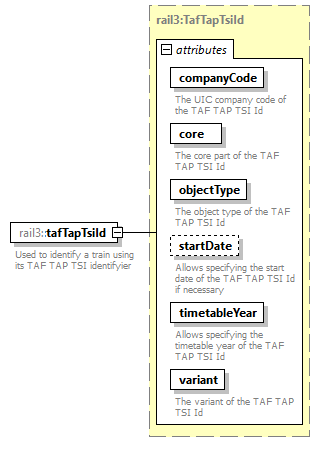 rail3:TafTapTsiId
attributes
companyCode
The UIC company code of
the TAF TAP TSI Id
core
The core part of the TAF
TAP TSI Id
objectType
The object type of the TAF
TAP TSI Id
rail3::tafTapTsiId
Used to identify a train using
its TAF TAP TSI identifyier
startDate
Allows specifying the start
date of the TAF TAP TSI Id
if necessary
timetableYear
Allows specifying the
timetable year of the TAF
TAP TSI Id
variant
The variant of the TAF TAP
TSI Id